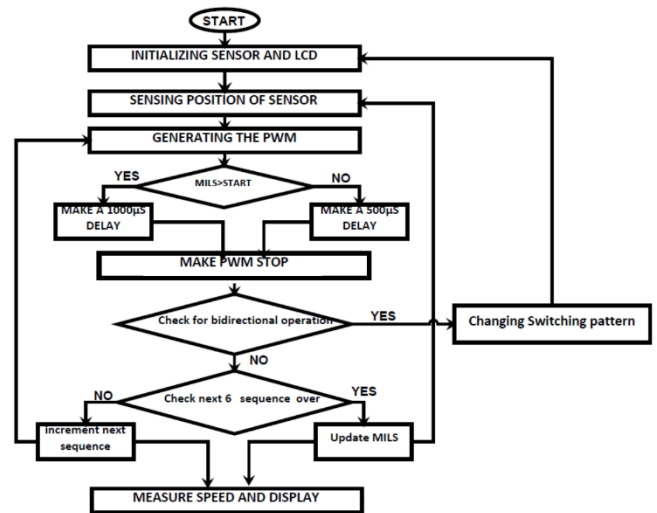 START
INITIALIZING SENSOR AND LCD
SENSING POSITION OF SENSOR
GENERATING THE PWM
YES
MILS>START
NO
MAKE A 1000µS
DELAY
MAKE A 500µS
DELAY
MAKE PWM STOP
Check for bidirectional operation
YES
Changing Switching pattern
NO
NO
Check next 6 sequence over
YES
Increment next
sequence
Update MILS
MEASURE SPEED AND DISPLAY